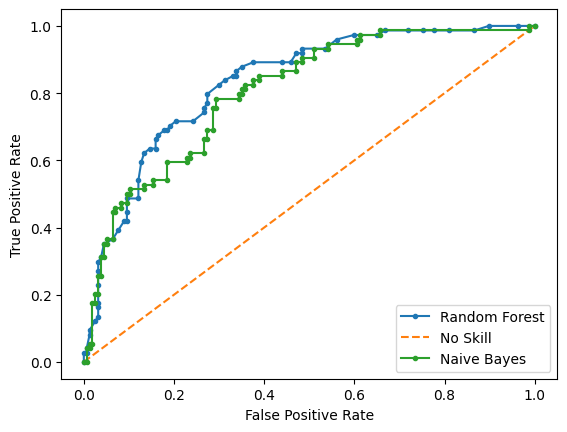 1.0
0.8
0.6
0.4
0.2
0.0
True Positive Rate
0.0 0.2 0.4 0.6 0.8 1.0
False Positive Rate
Random Forest
No Skill
Naive Bayes